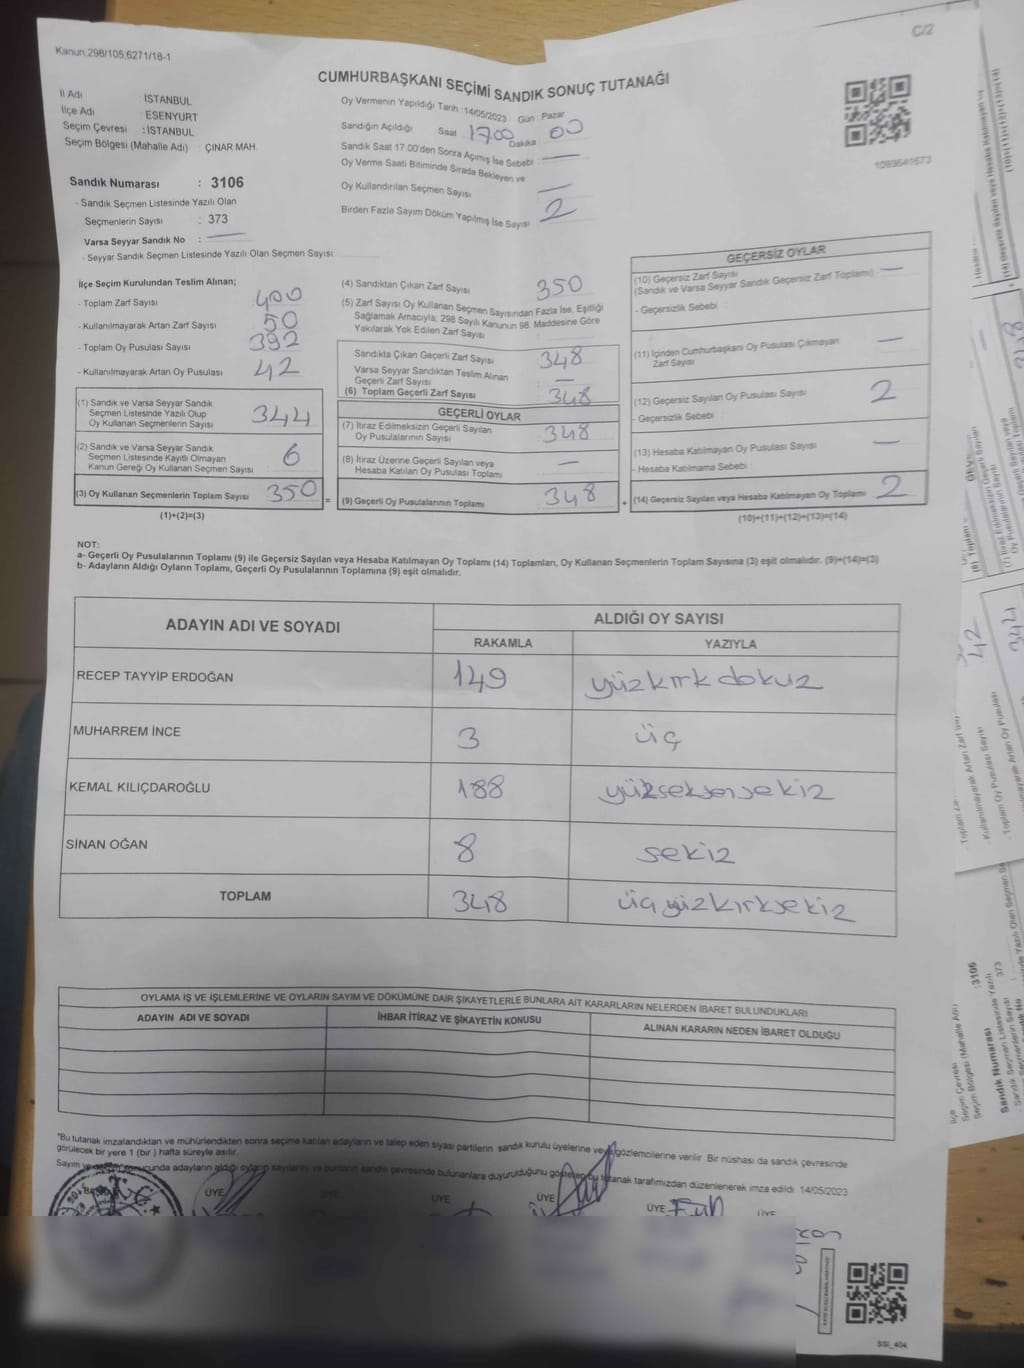 Kanun.298/105,6271/18-1
C/2
CUMHURBAŞKANI SEÇİMİ SANDIK SONUÇ TUTANAĞI
İl Adı İSTANBUL
İlçe Adı ESENYURT
Seçim Çevresi : İSTANBUL
Seçim Bölgesi (Mahalle Adı) : ÇINAR MAH.
Oy Vermenin Yapıldığı Tarih : 14/05/2023 Gün : Pazar
Sandığın Açıldığı Saat 17.00 Dakika 00
Sandık Saat 17:00'den Sonra Açımış İse Sebebi : —
Oy Verme Saati Bitiminde Sırada Bekleyen ve
Oy Kullandırılan Seçmen Sayısı —
Birden Fazla Sayım Döküm Yapılmış İse Sayısı 2
1093641673
Sandık Numarası : 3106
- Sandık Seçmen Listesinde Yazılı Olan
Seçmenlerin Sayısı : 373
Varsa Seyyar Sandık No : —
- Seyyar Sandık Seçmen Listesinde Yazılı Olan Seçmen Sayısı:
İlçe Seçim Kurulundan Teslim Alınan;
- Toplam Zarf Sayısı 400
- Kullanılmayarak Artan Zarf Sayısı 50
- Toplam Oy Pusulası Sayısı 392
- Kullanılmayarak Artan Oy Pusulası 42
(1) Sandık ve Varsa Seyyar Sandık
Seçmen Listesinde Yazılı Olup
Oy Kullanan Seçmenlerin Sayısı 344
(2) Sandık ve Varsa Seyyar Sandık
Seçmen Listesinde Kayıtlı Olmayan
Kanun Gereği Oy Kullanan Seçmen Sayısı 6
(3) Oy Kullanan Seçmenlerin Toplam Sayısı 350 =
(1)+(2)=(3)
(4) Sandıktan Çıkan Zarf Sayısı 350
(5) Zarf Sayısı Oy Kullanan Seçmen Sayısından Fazla İse, Eşitliği
Sağlamak Amacıyla; 298 Sayılı Kanunun 98. Maddesine Göre
Yakılarak Yok Edilen Zarf Sayısı
Sandıkta Çıkan Geçerli Zarf Sayısı 348
Varsa Seyyar Sandıktan Teslim Alınan
Geçerli Zarf Sayısı —
(6) Toplam Geçerli Zarf Sayısı 348
GEÇERLİ OYLAR
(7) İtiraz Edilmeksizin Geçerli Sayılan
Oy Pusulalarının Sayısı 348
(8) İtiraz Üzerine Geçerli Sayılan veya
Hesaba Katılan Oy Pusulası Toplamı —
(9) Geçerli Oy Pusulalarının Toplamı 348 +
GEÇERSİZ OYLAR
(10) Geçersiz Zarf Sayısı —
(Sandık ve Varsa Seyyar Sandık Geçersiz Zarf Toplamı)
- Geçersizlik Sebebi :
(11) İçinden Cumhurbaşkanı Oy Pusulası Çıkmayan
Zarf Sayısı —
(12) Geçersiz Sayılan Oy Pusulası Sayısı 2
- Geçersizlik Sebebi :
(13) Hesaba Katılmayan Oy Pusulası Sayısı —
- Hesaba Katılmama Sebebi :
(14) Geçersiz Sayılan veya Hesaba Katılmayan Oy Toplamı 2
(10)+(11)+(12)+(13)=(14)
NOT:
a- Geçerli Oy Pusulalarının Toplamı (9) ile Geçersiz Sayılan veya Hesaba Katılmayan Oy Toplamı (14) Toplamları, Oy Kullanan Seçmenlerin Toplam Sayısına (3) eşit olmalıdır. (9)+(14)=(3)
b- Adayların Aldığı Oyların Toplamı, Geçerli Oy Pusulalarının Toplamına (9) eşit olmalıdır.
ADAYIN ADI VE SOYADI ALDIĞI OY SAYISI
RAKAMLA YAZIYLA
RECEP TAYYİP ERDOĞAN 149 yüzkırkdokuz
MUHARREM İNCE 3 üç
KEMAL KILIÇDAROĞLU 188 yüzseksensekiz
SİNAN OĞAN 8 sekiz
TOPLAM 348 üçyüzkırksekiz
OYLAMA İŞ VE İŞLEMLERİNE VE OYLARIN SAYIM VE DÖKÜMÜNE DAİR ŞİKAYETLERLE BUNLARA AİT KARARLARIN NELERDEN İBARET BULUNDUKLARI
ADAYIN ADI VE SOYADI İHBAR İTİRAZ VE ŞİKAYETİN KONUSU ALINAN KARARIN NEDEN İBARET OLDUĞU
*Bu tutanak imzalandıktan ve mühürlendikten sonra seçime katılan adayların ve talep eden siyasi partilerin sandık kurulu üyelerine veya gözlemcilerine verilir. Bir nüshası da sandık çevresinde
görülecek bir yere 1 (bir) hafta süreyle asılır.
sonucunda adayların aldığı oyların sayılarını ve bunların sandık çevresinde bulunanlara duyurulduğunu gösteren bu tutanak tarafımızdan düzenlenerek imza edildi. 14/05/2023
ÜYE ÜYE ÜYE ÜYE ÜYE ÜYE
SSI_404